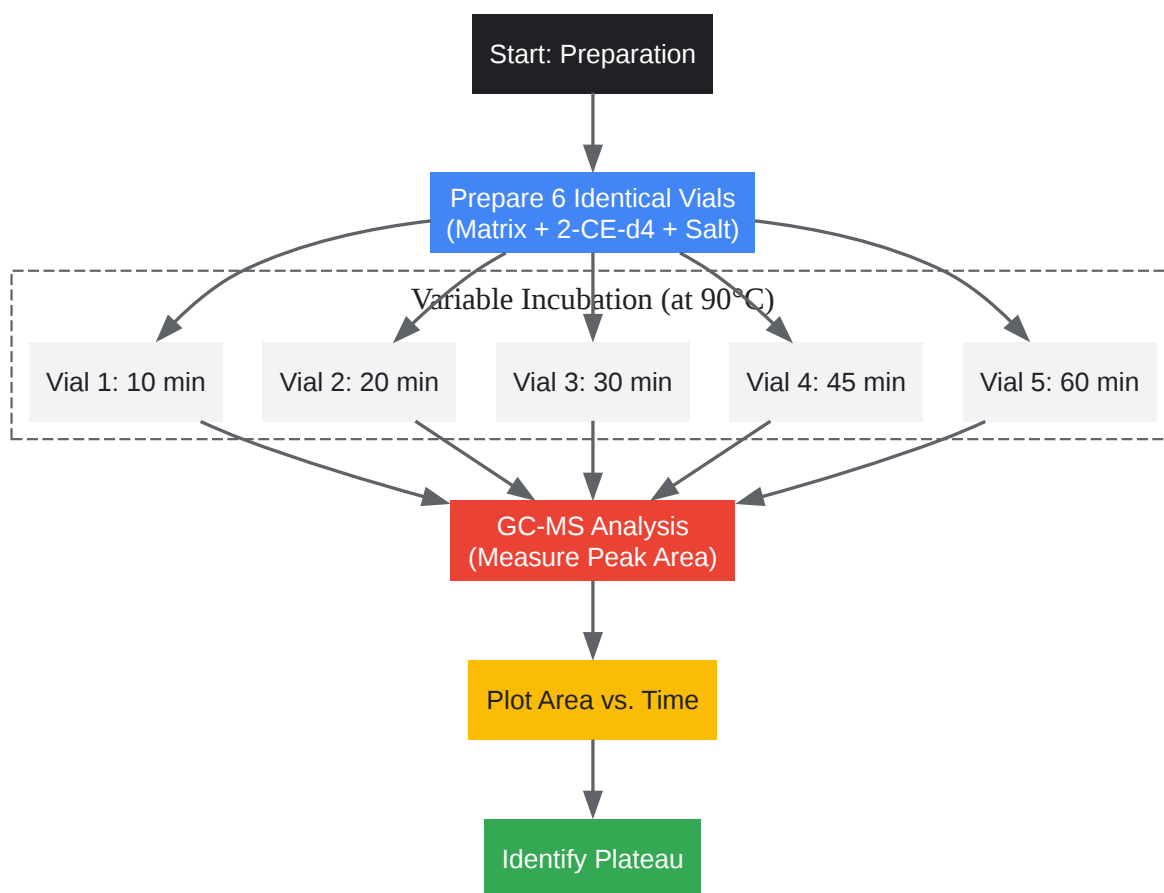 Start: Preparation
Prepare 6 Identical Vials
(Matrix + 2-CE-d4 + Salt)
Variable Incubation (at 90°C)
Vial 1: 10 min
Vial 2: 20 min
Vial 3: 30 min
Vial 4: 45 min
Vial 5: 60 min
GC-MS Analysis
(Measure Peak Area)
Plot Area vs. Time
Identify Plateau